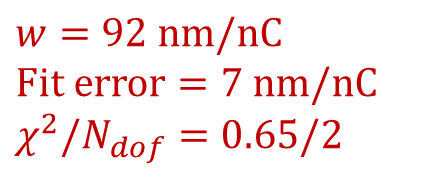 w = 92 nm/nC
Fit error = 7 nm/nC
χ²/N_dof = 0.65/2